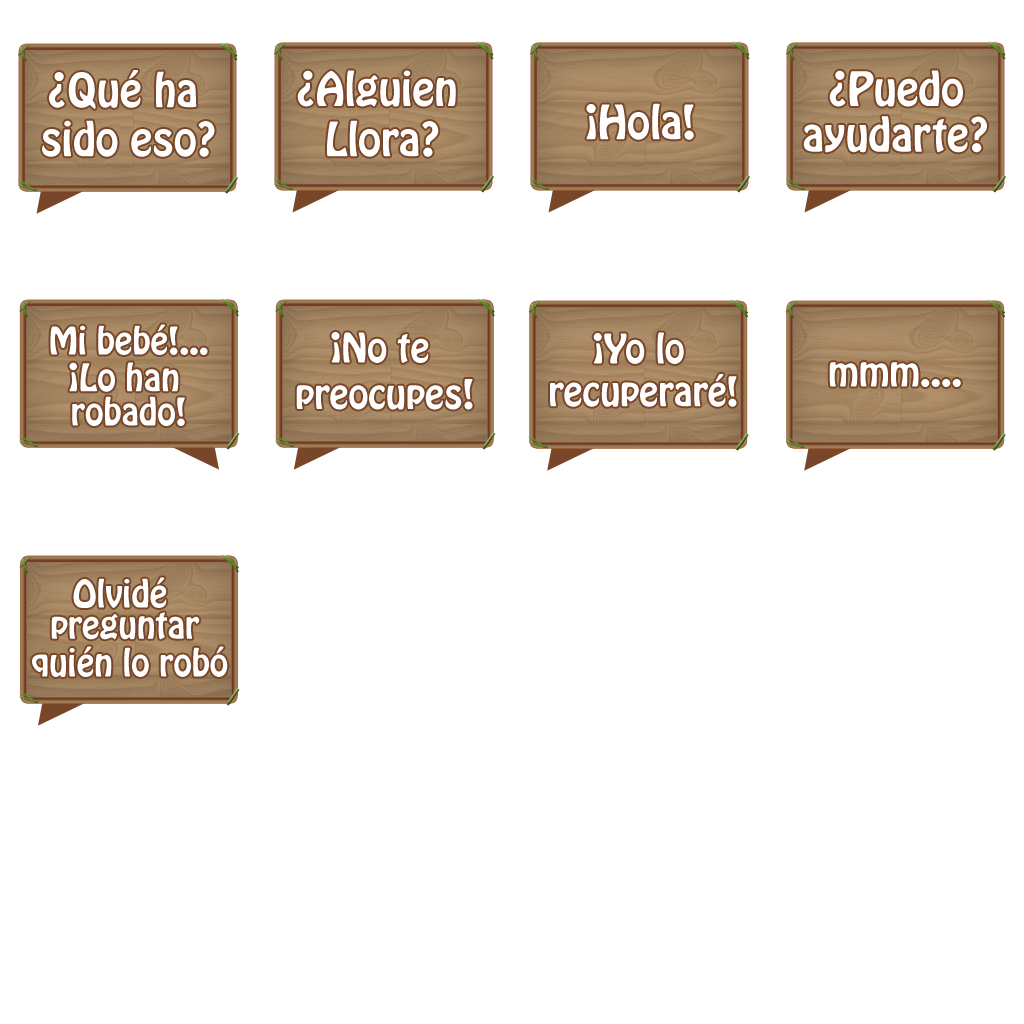 ¿Qué ha
sido eso?
¿Alguien
Llora?
¡Hola!
¿Puedo
ayudarte?
Mi bebé!...
¡Lo han
robado!
¡No te
preocupes!
¡Yo lo
recuperaré!
mmm....
Olvidé
preguntar
quién lo robó